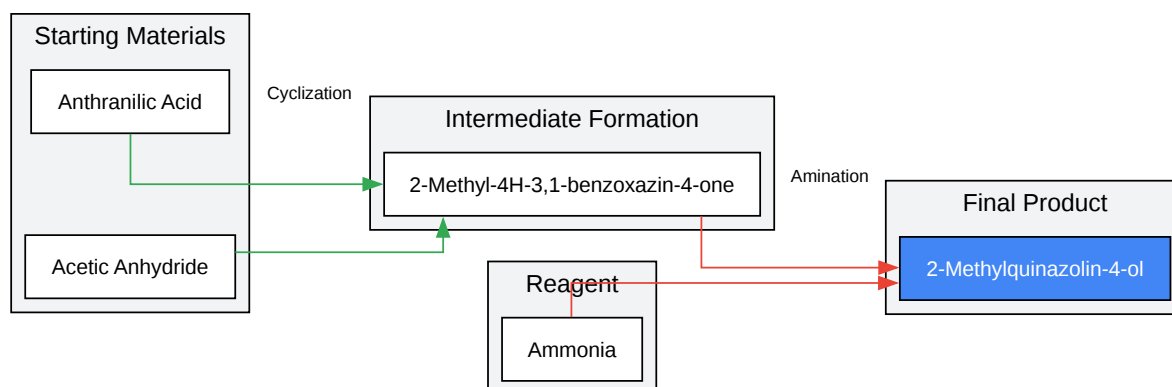 Starting Materials
Anthranilic Acid
Acetic Anhydride
Cyclization
Intermediate Formation
2-Methyl-4H-3,1-benzoxazin-4-one
Reagent
Ammonia
Amination
Final Product
2-Methylquinazolin-4-ol